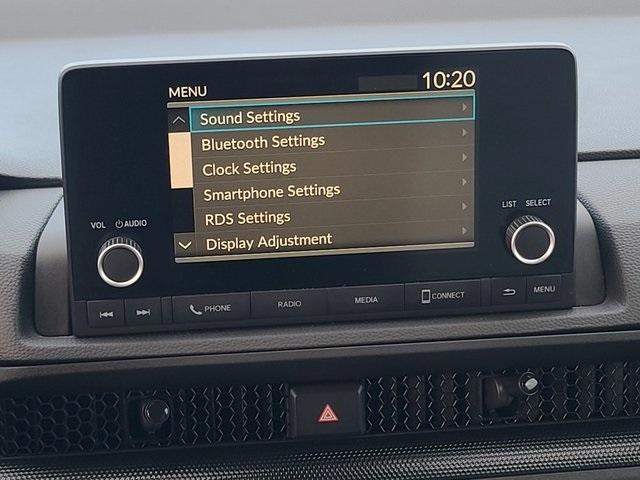 MENU 10:20
Sound Settings
Bluetooth Settings
Clock Settings
Smartphone Settings
RDS Settings
Display Adjustment
VOL AUDIO
LIST SELECT
PHONE RADIO MEDIA CONNECT MENU